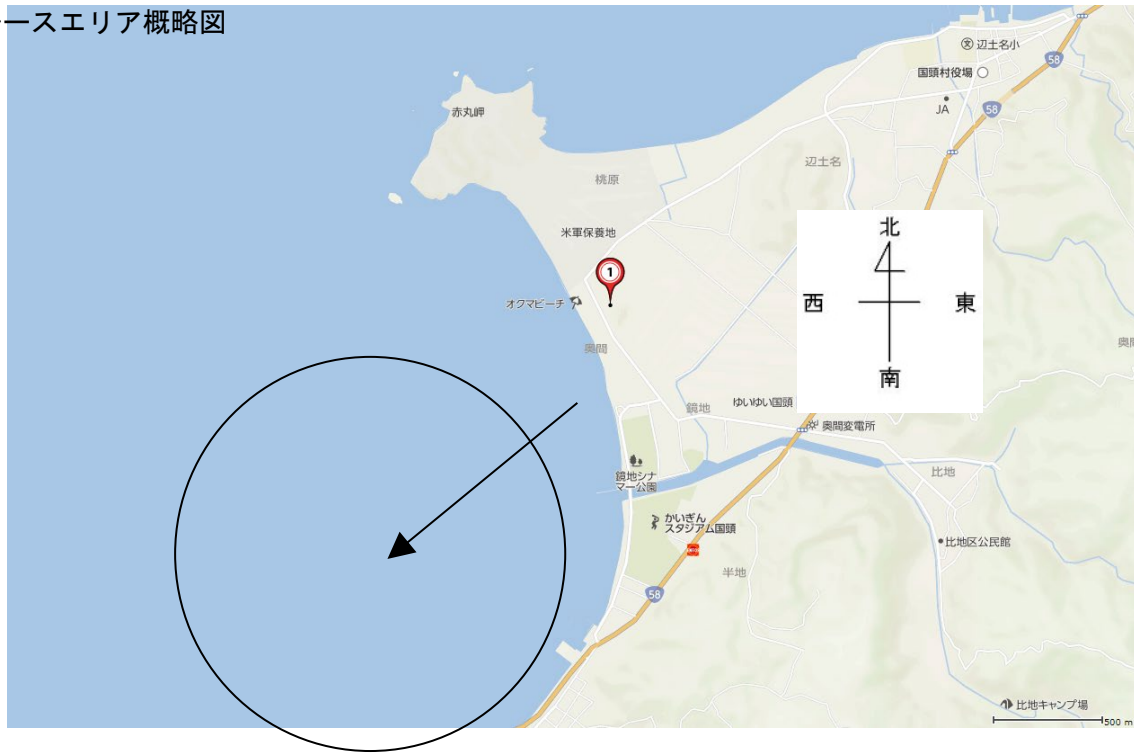 ースエリア概略図
辺土名小
国頭村役場
58
JA
58
赤丸岬
辺土名
桃原
米軍保養地
北
1
西
東
オクマビーチ
奥間
南
ゆいゆい国頭
鏡地
奥間変電所
比地
鏡地シナ
マー公園
かいぎん
スタジアム国頭
比地区公民館
半地
58
比地キャンプ場
500 m